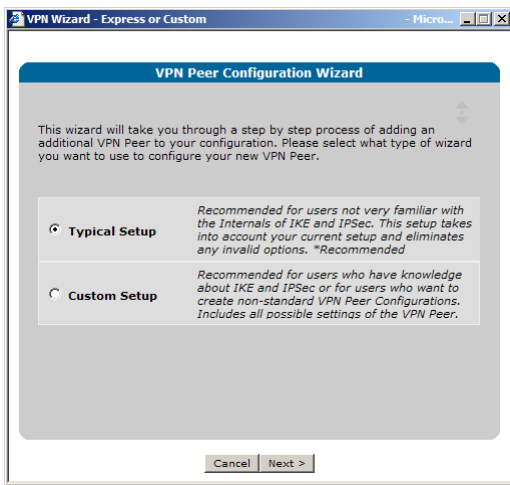 VPN Wizard - Express or Custom - Micro...
VPN Peer Configuration Wizard
This wizard will take you through a step by step process of adding an
additional VPN Peer to your configuration. Please select what type of wizard
you want to use to configure your new VPN Peer.
Typical Setup
Recommended for users not very familiar with
the Internals of IKE and IPSec. This setup takes
into account your current setup and eliminates
any invalid options. *Recommended
Custom Setup
Recommended for users who have knowledge
about IKE and IPSec or for users who want to
create non-standard VPN Peer Configurations.
Includes all possible settings of the VPN Peer.
Cancel Next >